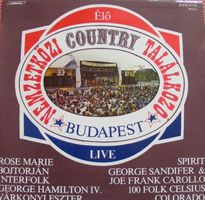 Élő
NEMZETKÖZI COUNTRY TALÁLKOZÓ
BUDAPEST
LIVE
ROSE MARIE
BOJTORJÁN
INTERFOLK
GEORGE HAMILTON IV.
VÁRKONYI ESZTER
SPIRIT
GEORGE SANDIFER &
JOE FRANK CAROLLO
100 FOLK CELSIUS
COLORADO